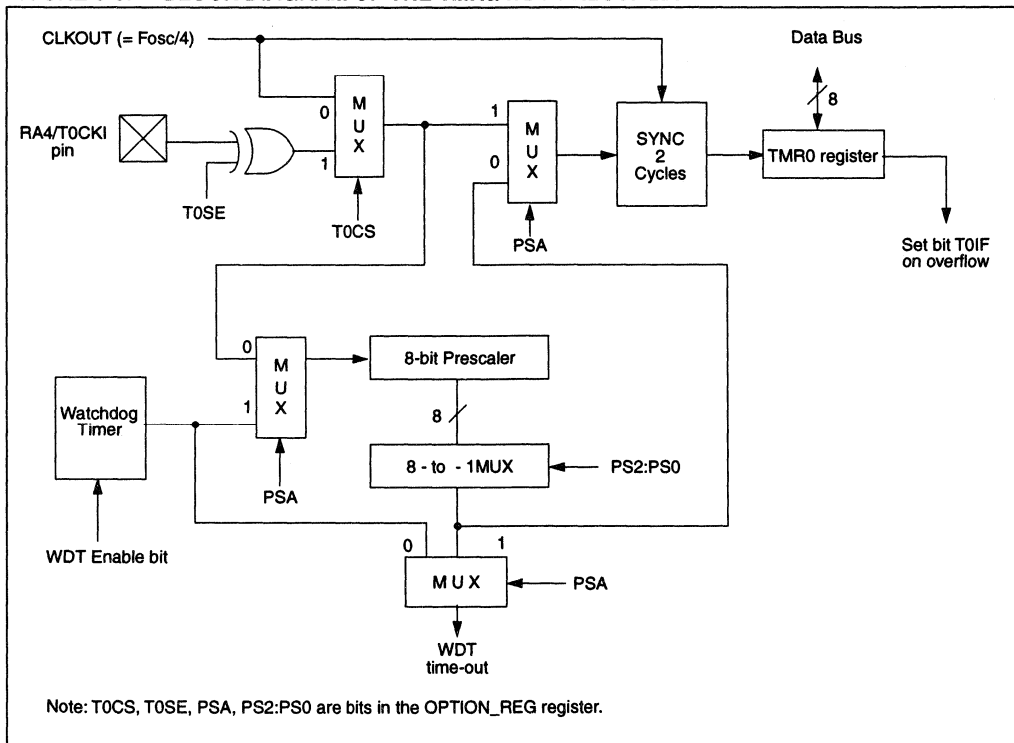 CLKOUT (= Fosc/4)
Data Bus
8
RA4/T0CKI
pin
0
1
M
U
X
1
0
M
U
X
SYNC
2
Cycles
TMR0 register
T0SE
T0CS
PSA
Set bit T0IF
on overflow
0
1
M
U
X
8-bit Prescaler
Watchdog
Timer
8
8 - to - 1MUX
PS2:PS0
PSA
WDT Enable bit
0
1
M U X
PSA
WDT
time-out
Note: T0CS, T0SE, PSA, PS2:PS0 are bits in the OPTION_REG register.